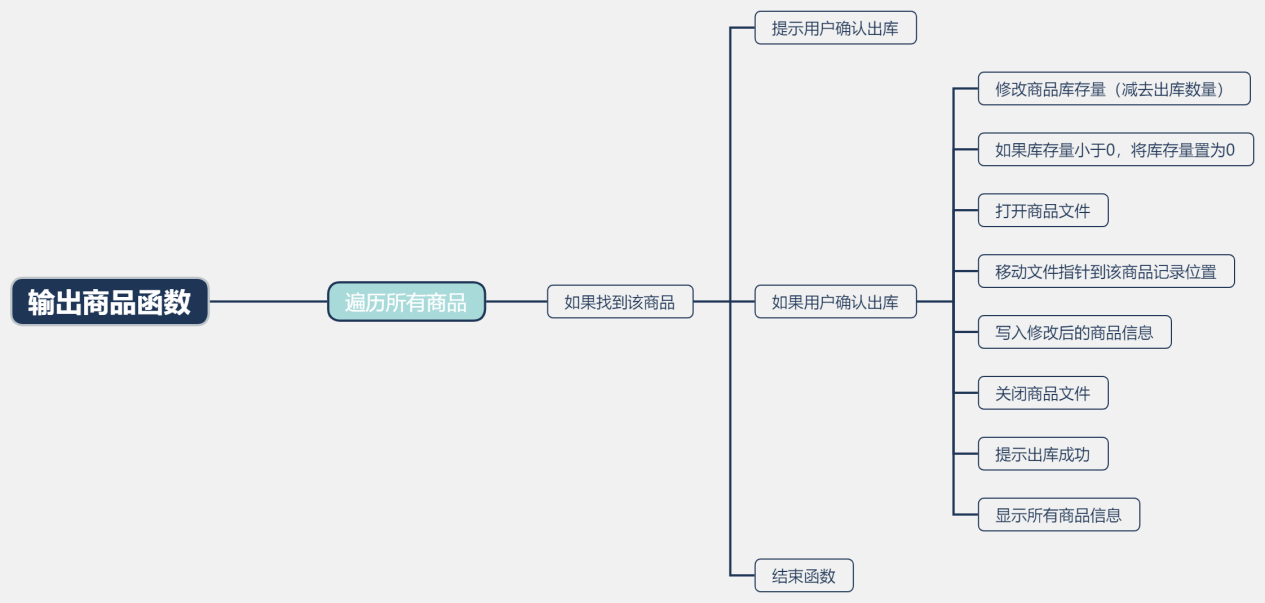 输出商品函数
遍历所有商品
如果找到该商品
提示用户确认出库
如果用户确认出库
修改商品库存量（减去出库数量）
如果库存量小于0，将库存量置为0
打开商品文件
移动文件指针到该商品记录位置
写入修改后的商品信息
关闭商品文件
提示出库成功
显示所有商品信息
结束函数